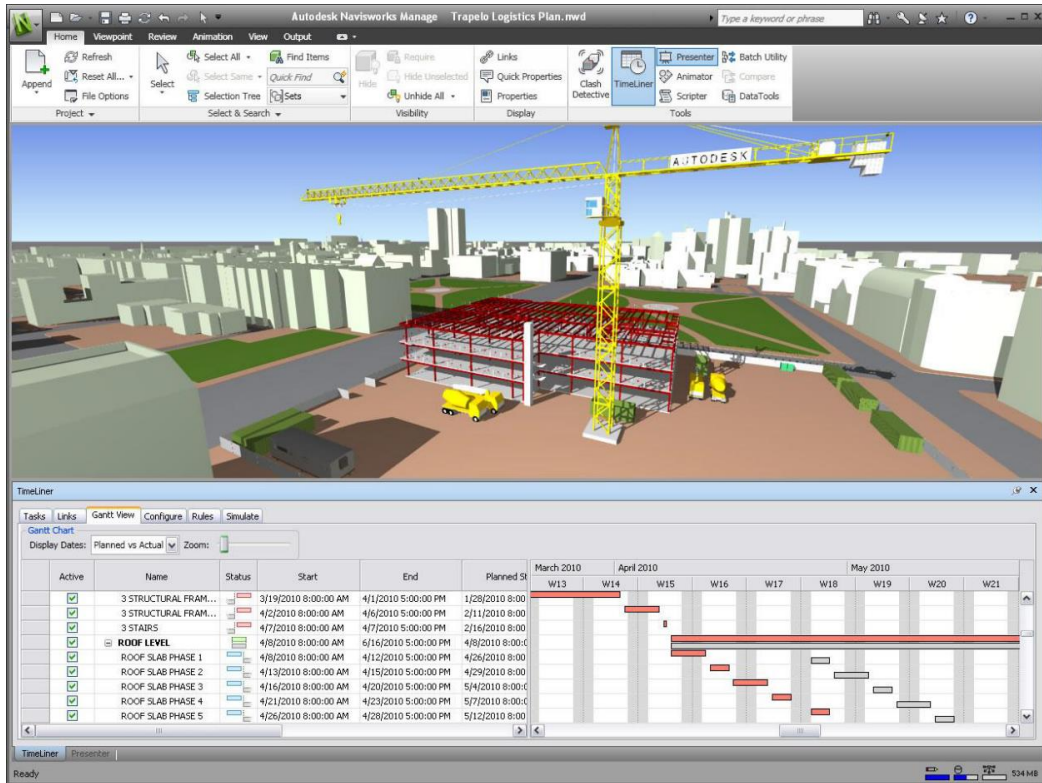 Autodesk Navisworks Manage Trapelo Logistics Plan.nwd Type a keyword or phrase
Home Viewpoint Review Animation View Output
Append
Refresh
Reset All...
File Options
Project
Select
Select All
Select Same
Selection Tree
Find Items
Quick Find
Sets
Select & Search
Hide
Require
Hide Unselected
Unhide All
Visibility
Links
Quick Properties
Properties
Display
Clash Detective
TimeLiner
Presenter
Animator
Scripter
Batch Utility
Compare
DataTools
Tools
AUTODESK
TimeLiner
Tasks Links Gantt View Configure Rules Simulate
Gantt Chart
Display Dates: Planned vs Actual Zoom:
Active Name Status Start End Planned St
March 2010 April 2010 May 2010
W13 W14 W15 W16 W17 W18 W19 W20 W21
3 STRUCTURAL FRAM... 3/19/2010 8:00:00 AM 4/1/2010 5:00:00 PM 1/28/2010 8:00
3 STRUCTURAL FRAM... 4/2/2010 8:00:00 AM 4/6/2010 5:00:00 PM 2/11/2010 8:00
3 STAIRS 4/7/2010 8:00:00 AM 4/7/2010 5:00:00 PM 2/16/2010 8:00
ROOF LEVEL 4/8/2010 8:00:00 AM 6/16/2010 5:00:00 PM 4/8/2010 8:00:0
ROOF SLAB PHASE 1 4/8/2010 8:00:00 AM 4/12/2010 5:00:00 PM 4/26/2010 8:00
ROOF SLAB PHASE 2 4/13/2010 8:00:00 AM 4/15/2010 5:00:00 PM 4/29/2010 8:00
ROOF SLAB PHASE 3 4/16/2010 8:00:00 AM 4/20/2010 5:00:00 PM 5/4/2010 8:00:0
ROOF SLAB PHASE 4 4/21/2010 8:00:00 AM 4/23/2010 5:00:00 PM 5/7/2010 8:00:0
ROOF SLAB PHASE 5 4/26/2010 8:00:00 AM 4/28/2010 5:00:00 PM 5/12/2010 8:00
TimeLiner Presenter
Ready 534 MB